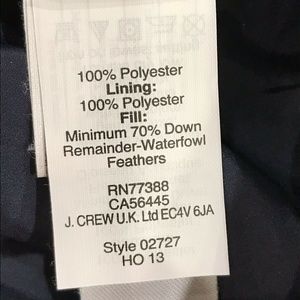 100% Polyester
Lining:
100% Polyester
Fill:
Minimum 70% Down
Remainder-Waterfowl
Feathers
RN77388
CA56445
J. CREW U.K. Ltd EC4V 6JA
Style 02727
HO 13